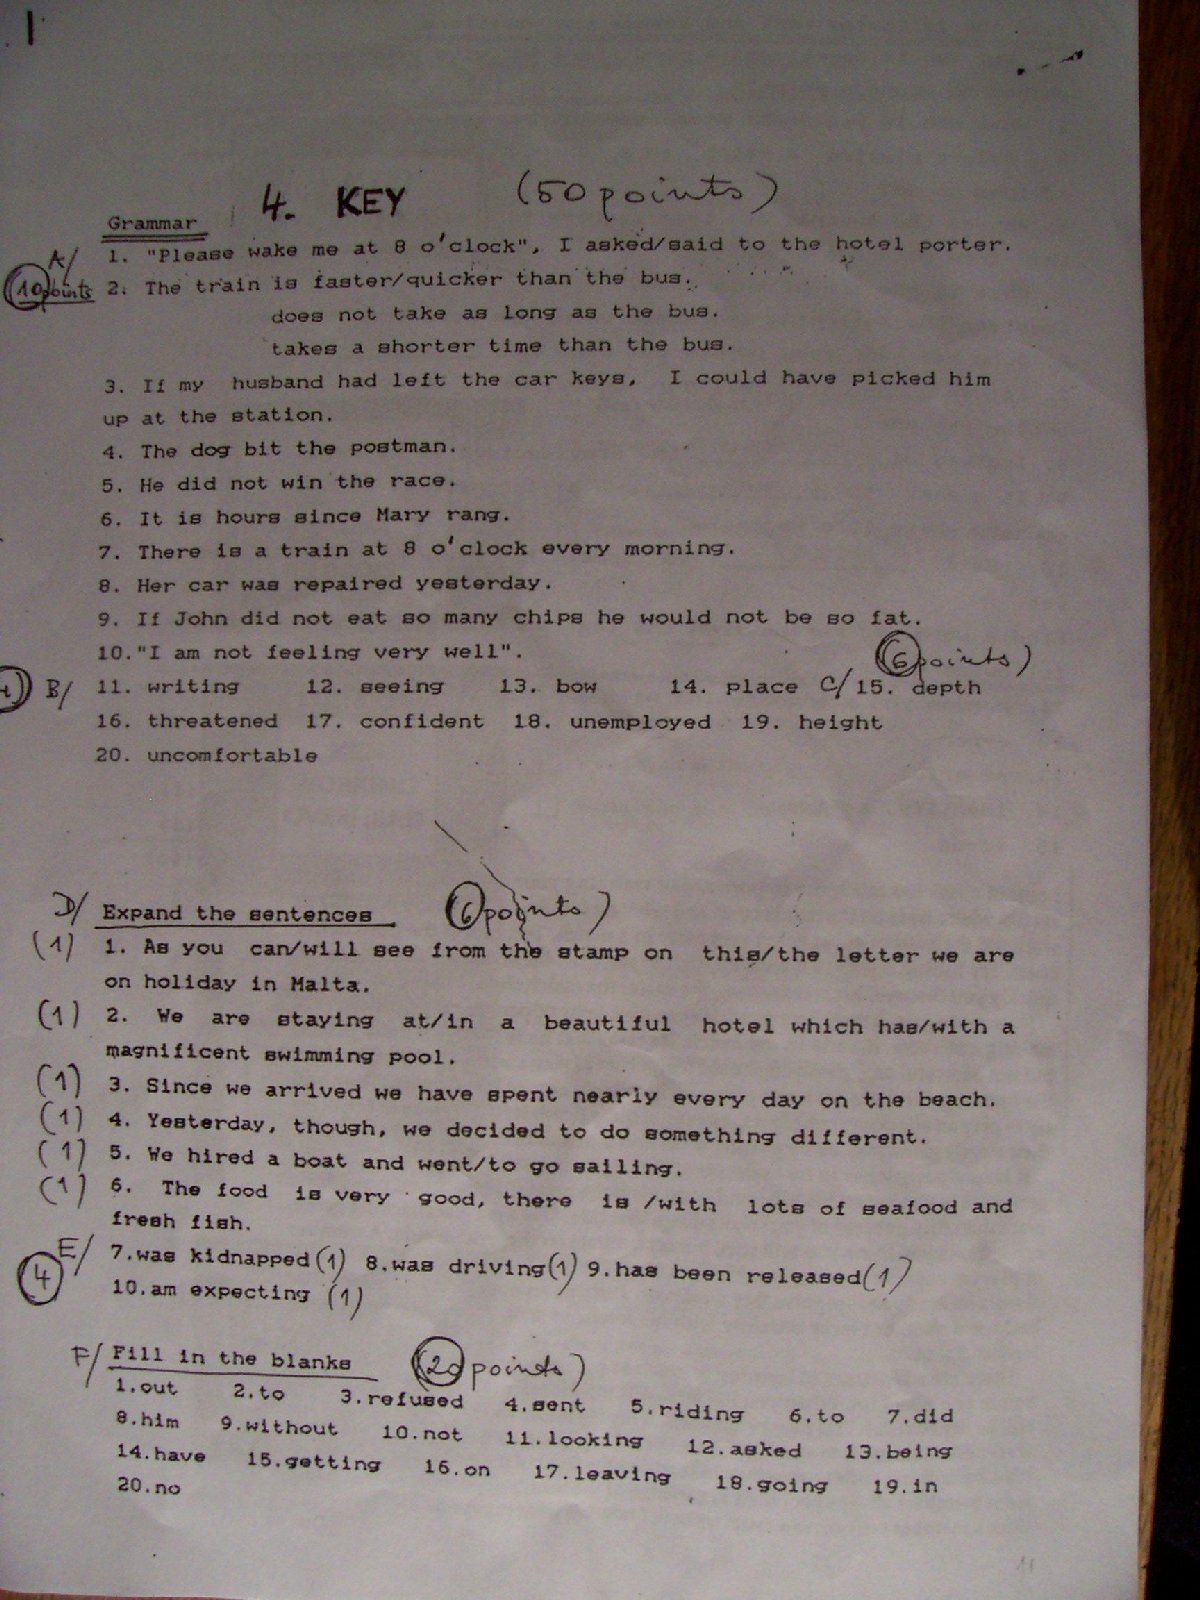 4. KEY (50 points)
Grammar
A/
10 points
1. "Please wake me at 8 o'clock", I asked/said to the hotel porter.
2. The train is faster/quicker than the bus.
does not take as long as the bus.
takes a shorter time than the bus.
3. If my husband had left the car keys, I could have picked him
up at the station.
4. The dog bit the postman.
5. He did not win the race.
6. It is hours since Mary rang.
7. There is a train at 8 o'clock every morning.
8. Her car was repaired yesterday.
9. If John did not eat so many chips he would not be so fat.
10."I am not feeling very well".
(6 points)
B/ 11. writing 12. seeing 13. bow 14. place C/ 15. depth
16. threatened 17. confident 18. unemployed 19. height
20. uncomfortable
D/ Expand the sentences (6 points)
(1) 1. As you can/will see from the stamp on this/the letter we are
on holiday in Malta.
(1) 2. We are staying at/in a beautiful hotel which has/with a
magnificent swimming pool.
(1) 3. Since we arrived we have spent nearly every day on the beach.
(1) 4. Yesterday, though, we decided to do something different.
(1) 5. We hired a boat and went/to go sailing.
(1) 6. The food is very good, there is /with lots of seafood and
fresh fish.
E/ 7.was kidnapped (1) 8.was driving (1) 9.has been released (1)
4 10.am expecting (1)
F/ Fill in the blanks (20 points)
1.out 2.to 3.refused 4.sent 5.riding 6.to 7.did
8.him 9.without 10.not 11.looking 12.asked 13.being
14.have 15.getting 16.on 17.leaving 18.going 19.in
20.no